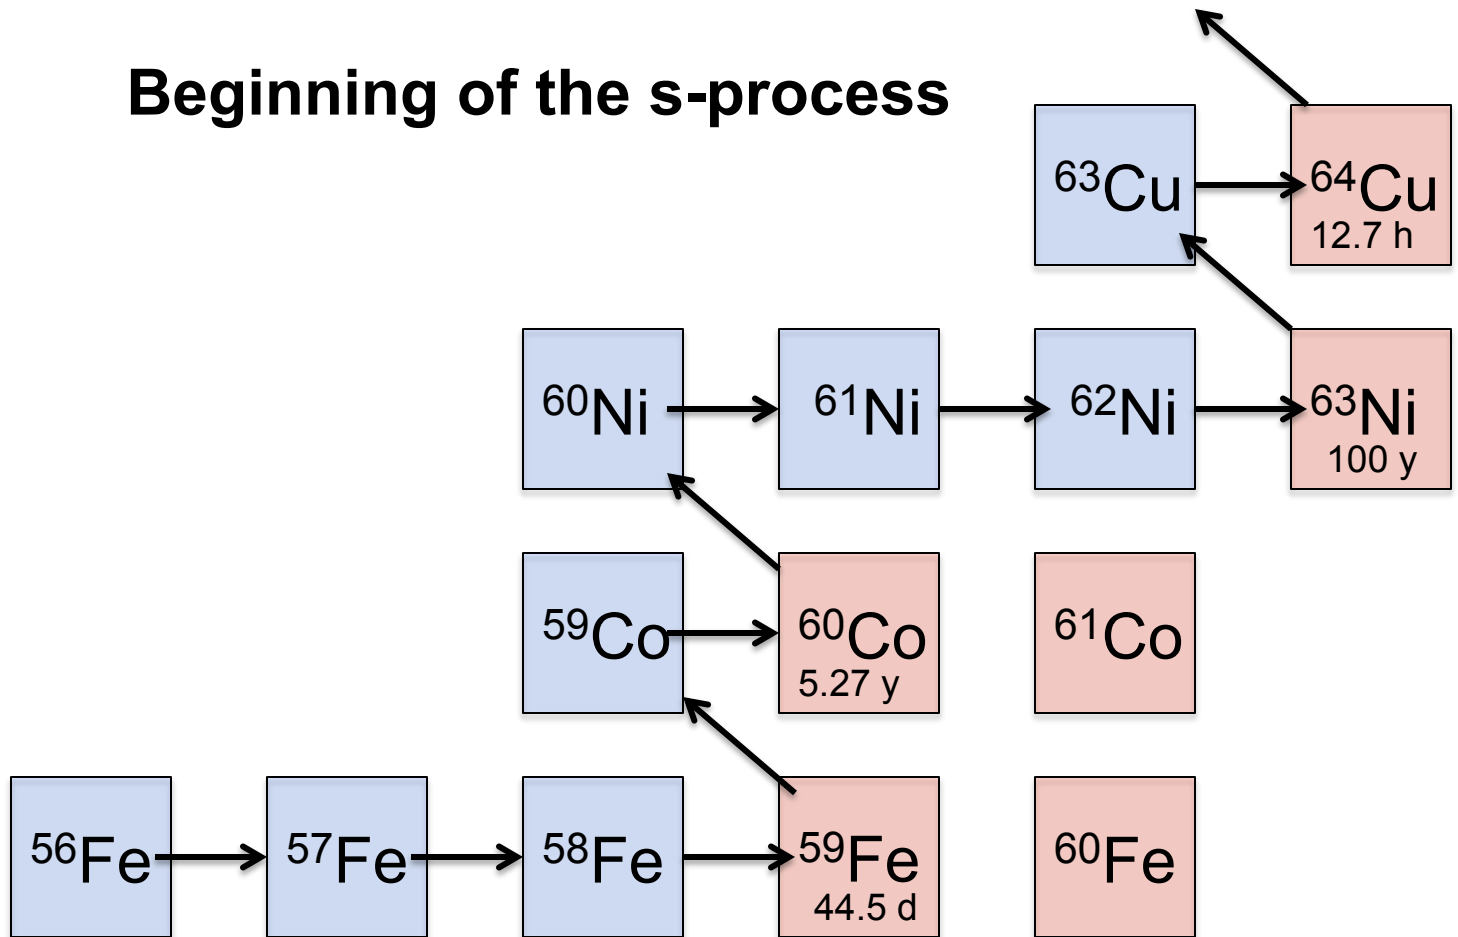 Beginning of the s-process
⁶³Cu
⁶⁴Cu
12.7 h
⁶⁰Ni
⁶¹Ni
⁶²Ni
⁶³Ni
100 y
⁵⁹Co
⁶⁰Co
5.27 y
⁶¹Co
⁵⁶Fe
⁵⁷Fe
⁵⁸Fe
⁵⁹Fe
44.5 d
⁶⁰Fe